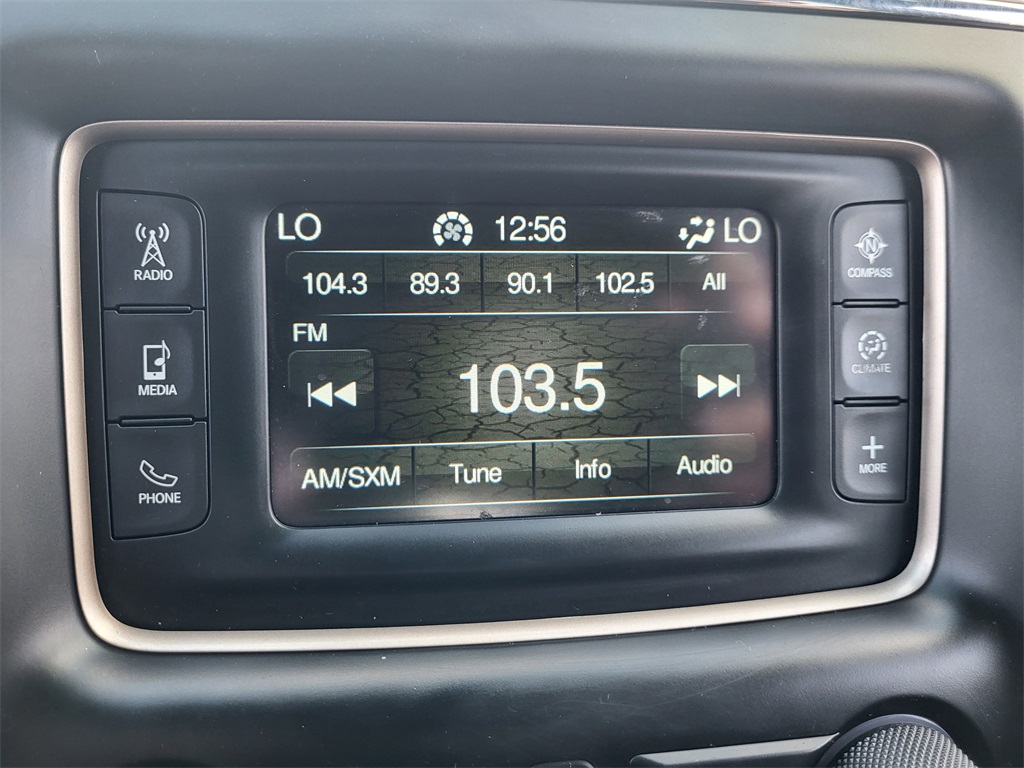 LO 12:56 LO
104.3 89.3 90.1 102.5 All
FM
103.5
AM/SXM Tune Info Audio
RADIO
MEDIA
PHONE
N
COMPASS
CLIMATE
+
MORE